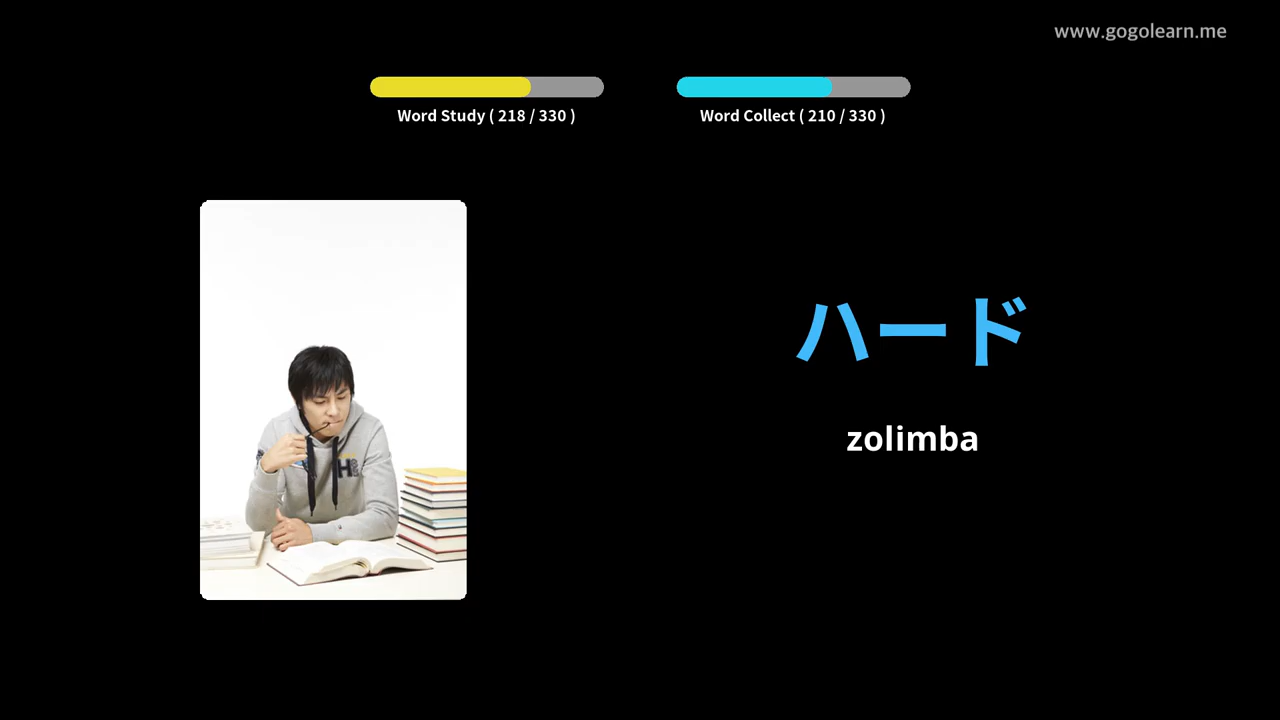 www.gogolearn.me
Word Study ( 218 / 330 )
Word Collect ( 210 / 330 )
ハード
zolimba
H